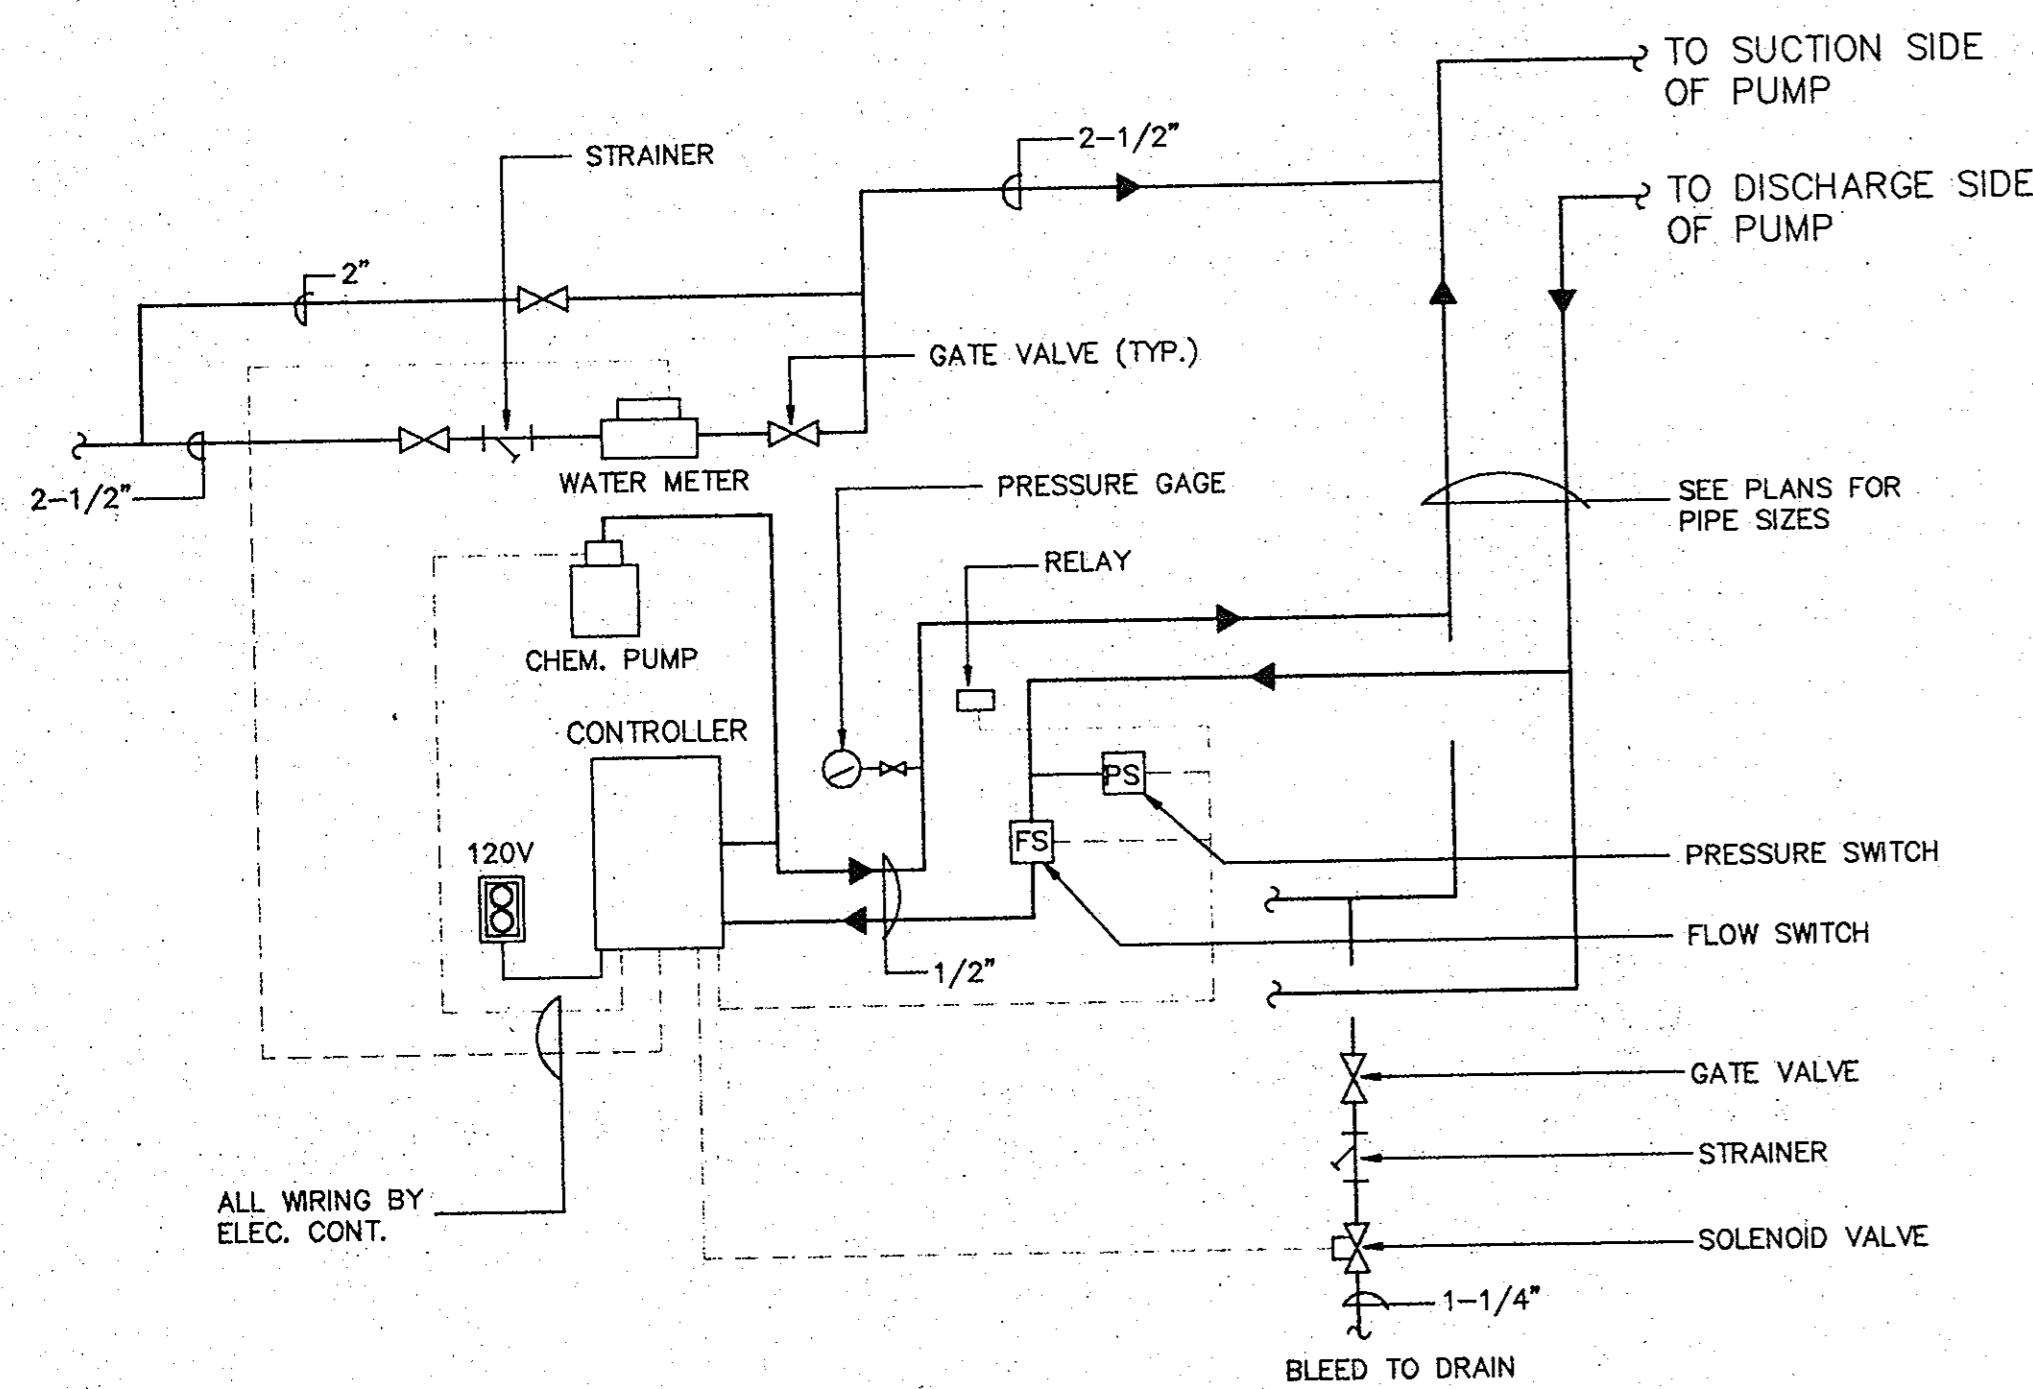 TO SUCTION SIDE
OF PUMP
2-1/2"
STRAINER
TO DISCHARGE SIDE
OF PUMP
2"
GATE VALVE (TYP.)
2-1/2"
WATER METER
PRESSURE GAGE
SEE PLANS FOR
PIPE SIZES
RELAY
CHEM. PUMP
CONTROLLER
PS
FS
120V
PRESSURE SWITCH
FLOW SWITCH
1/2"
GATE VALVE
STRAINER
ALL WIRING BY
ELEC. CONT.
SOLENOID VALVE
1-1/4"
BLEED TO DRAIN